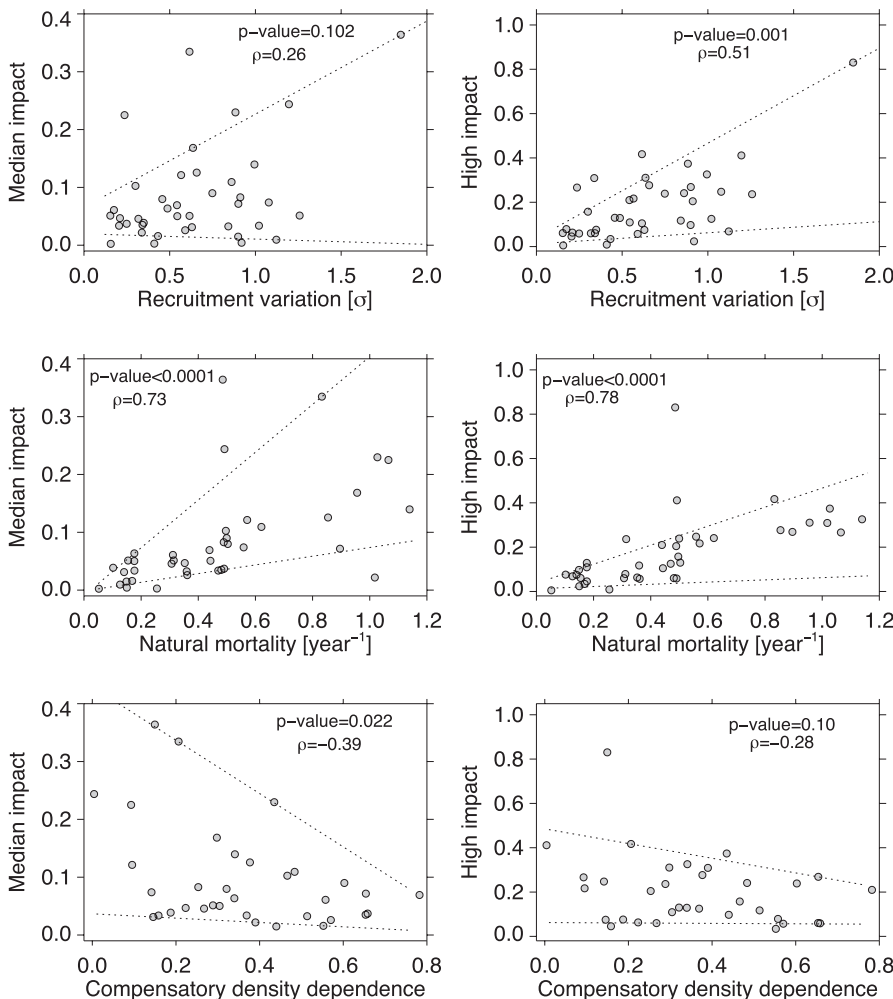 0.4
0.3
0.2
0.1
0.0
Median impact
p-value=0.102
ρ=0.26
0.0 0.5 1.0 1.5 2.0
Recruitment variation [σ]
1.0
0.8
0.6
0.4
0.2
0.0
High impact
p-value=0.001
ρ=0.51
0.0 0.5 1.0 1.5 2.0
Recruitment variation [σ]
0.4
0.3
0.2
0.1
0.0
Median impact
p-value<0.0001
ρ=0.73
0.0 0.2 0.4 0.6 0.8 1.0 1.2
Natural mortality [year⁻¹]
1.0
0.8
0.6
0.4
0.2
0.0
High impact
p-value<0.0001
ρ=0.78
0.0 0.2 0.4 0.6 0.8 1.0 1.2
Natural mortality [year⁻¹]
0.4
0.3
0.2
0.1
0.0
Median impact
p-value=0.022
ρ=-0.39
0.0 0.2 0.4 0.6 0.8
Compensatory density dependence
1.0
0.8
0.6
0.4
0.2
0.0
High impact
p-value=0.10
ρ=-0.28
0.0 0.2 0.4 0.6 0.8
Compensatory density dependence